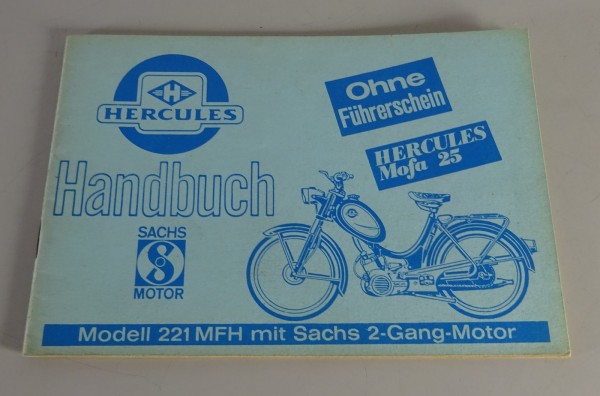 H
HERCULES
Ohne
Führerschein
HERCULES
Mofa 25
Handbuch
SACHS
S
MOTOR
Modell 221 MFH mit Sachs 2-Gang-Motor